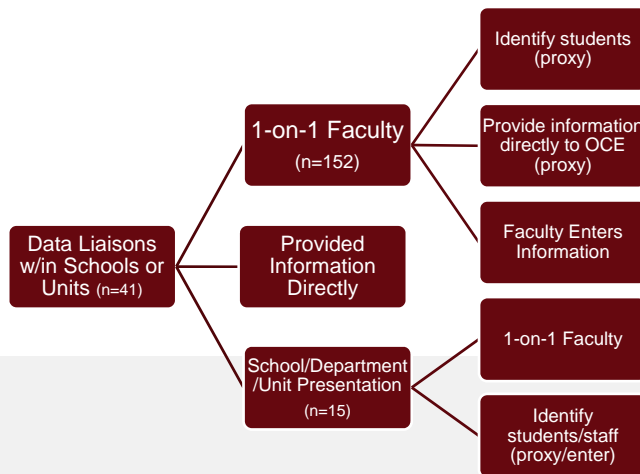 Identify students
(proxy)
1-on-1 Faculty
(n=152)
Provide information
directly to OCE
(proxy)
Faculty Enters
Information
Data Liaisons
w/in Schools or
Units (n=41)
Provided
Information
Directly
School/Department
/Unit Presentation
(n=15)
1-on-1 Faculty
Identify
students/staff
(proxy/enter)